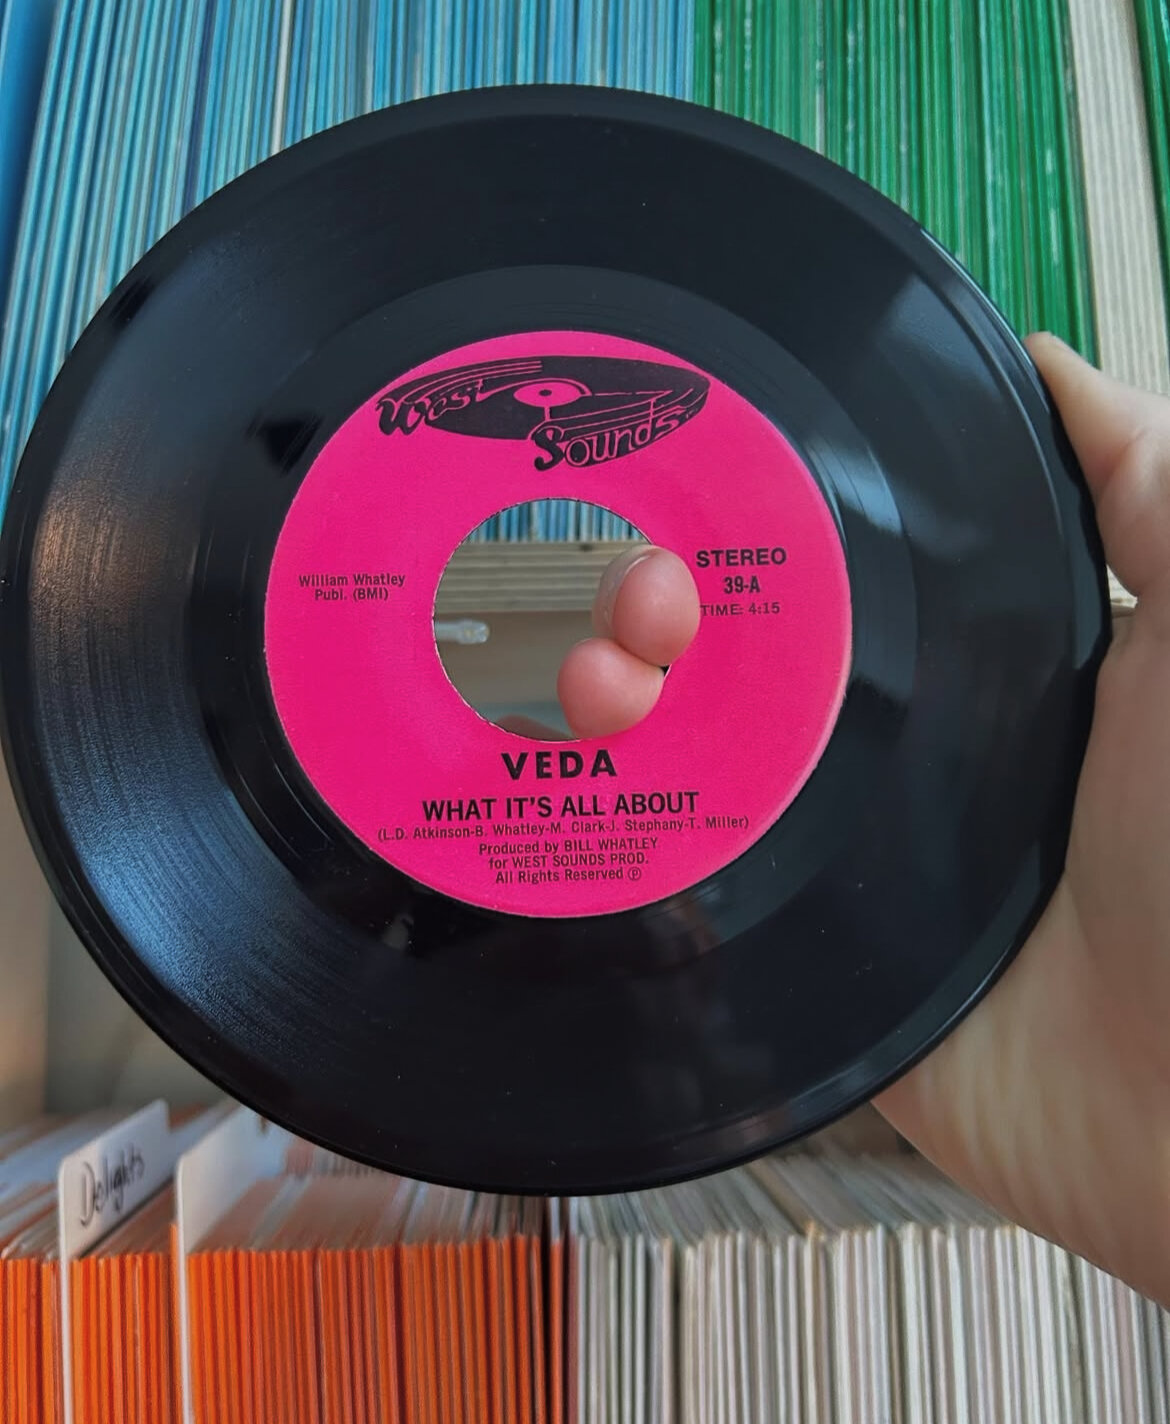 West
Sounds
William Whatley
Publ. (BMI)
STEREO
39-A
TIME: 4:15
VEDA
WHAT IT'S ALL ABOUT
(L.D. Atkinson-B. Whatley-M. Clark-J. Stephany-T. Miller)
Produced by BILL WHATLEY
for WEST SOUNDS PROD.
All Rights Reserved ℗
Delights